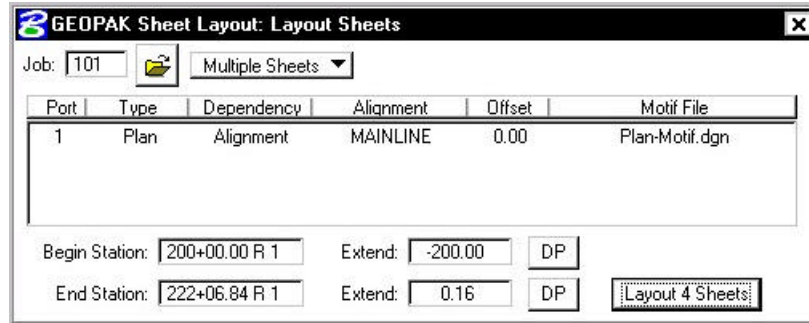 GEOPAK Sheet Layout: Layout Sheets
Job: 101 Multiple Sheets
Port Type Dependency Alignment Offset Motif File
1 Plan Alignment MAINLINE 0.00 Plan-Motif.dgn
Begin Station: 200+00.00 R 1 Extend: -200.00 DP
End Station: 222+06.84 R 1 Extend: 0.16 DP Layout 4 Sheets